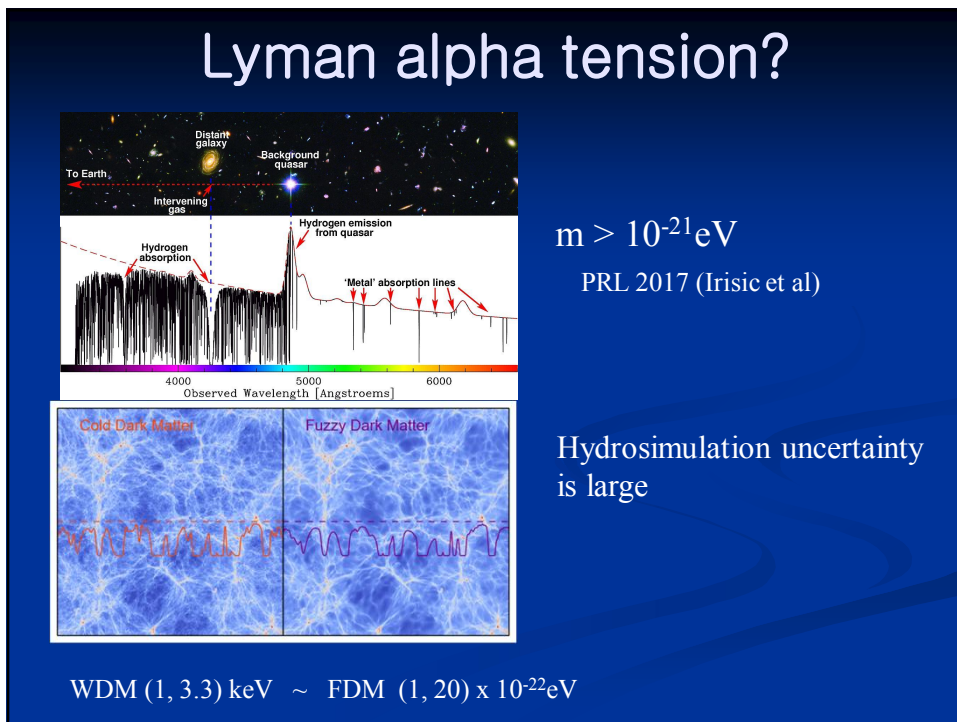 Lyman alpha tension?
Distant
galaxy
Background
quasar
To Earth
Intervening
gas
Hydrogen emission
from quasar
Hydrogen
absorption
'Metal' absorption lines
4000
5000
6000
Observed Wavelength [Angstroems]
m > 10⁻²¹eV
PRL 2017 (Irisic et al)
Cold Dark Matter
Fuzzy Dark Matter
Hydrosimulation uncertainty
is large
WDM (1, 3.3) keV ~ FDM (1, 20) x 10⁻²²eV